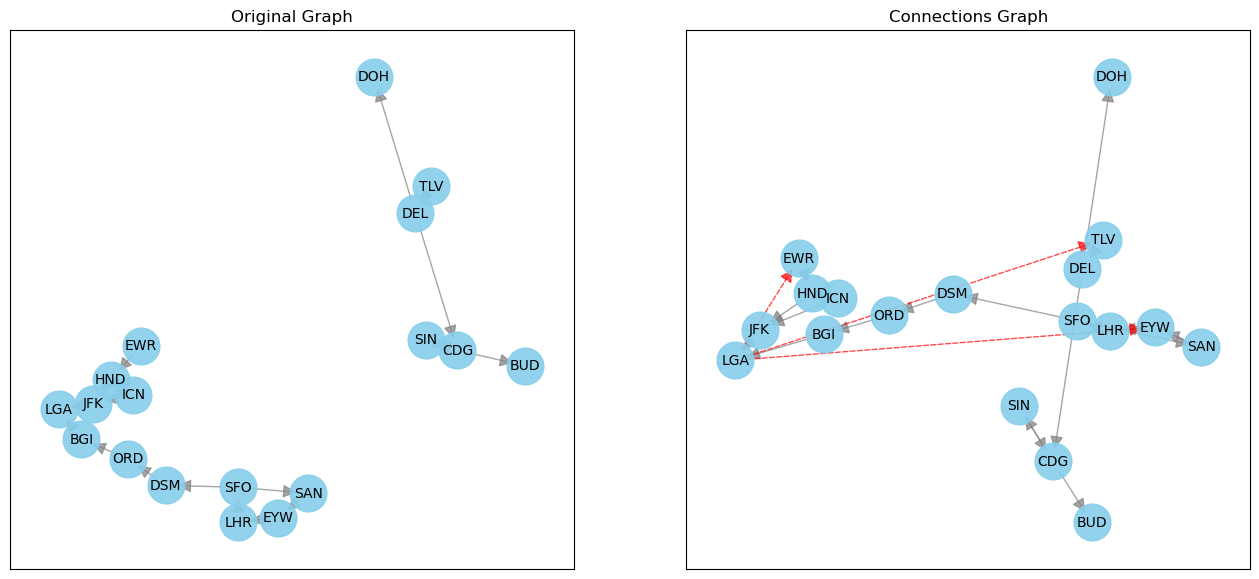 Original Graph
DOH
TLV
DEL
SIN
CDG
BUD
EWR
HND
ICN
JFK
LGA
BGI
ORD
DSM
SFO
SAN
EYW
LHR
Connections Graph
DOH
TLV
DEL
EWR
HND
ICN
DSM
ORD
JFK
BGI
LGA
SFO
LHR
EYW
SAN
SIN
CDG
BUD